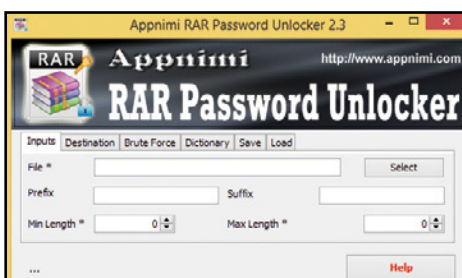 Appnimi RAR Password Unlocker 2.3
RAR
Appnimi
http://www.appnimi.com
RAR Password Unlocker
Inputs Destination Brute Force Dictionary Save Load
File * Select
Prefix Suffix
Min Length * 0 Max Length * 0
... Help